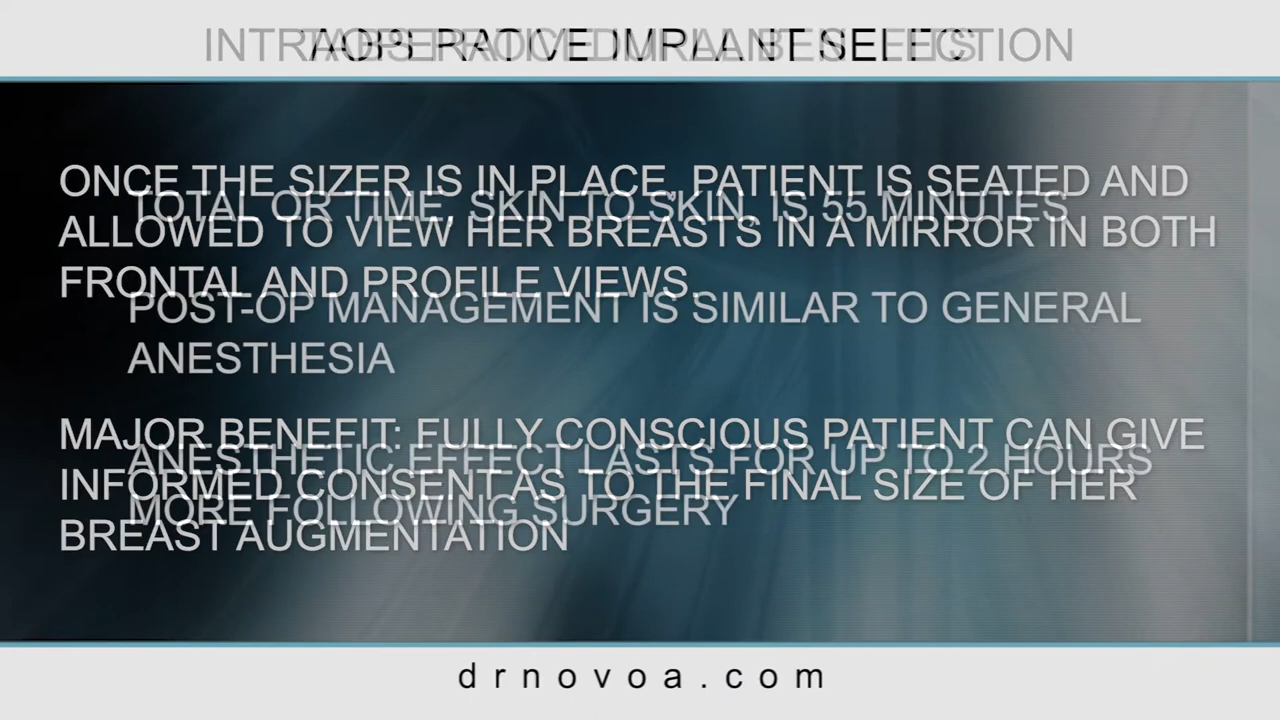 INTRAOPERATIVE IMPLANT SELECTION
ONCE THE SIZER IS IN PLACE, PATIENT IS SEATED AND
ALLOWED TO VIEW HER BREASTS IN A MIRROR IN BOTH
FRONTAL AND PROFILE VIEWS.
MAJOR BENEFIT: FULLY CONSCIOUS PATIENT CAN GIVE
INFORMED CONSENT AS TO THE FINAL SIZE OF HER
BREAST AUGMENTATION
TOTAL OR TIME, SKIN TO SKIN, IS 55 MINUTES
POST-OP MANAGEMENT IS SIMILAR TO GENERAL
ANESTHESIA
ANESTHETIC EFFECT LASTS FOR UP TO 2 HOURS
MORE FOLLOWING SURGERY
drnovoa.com